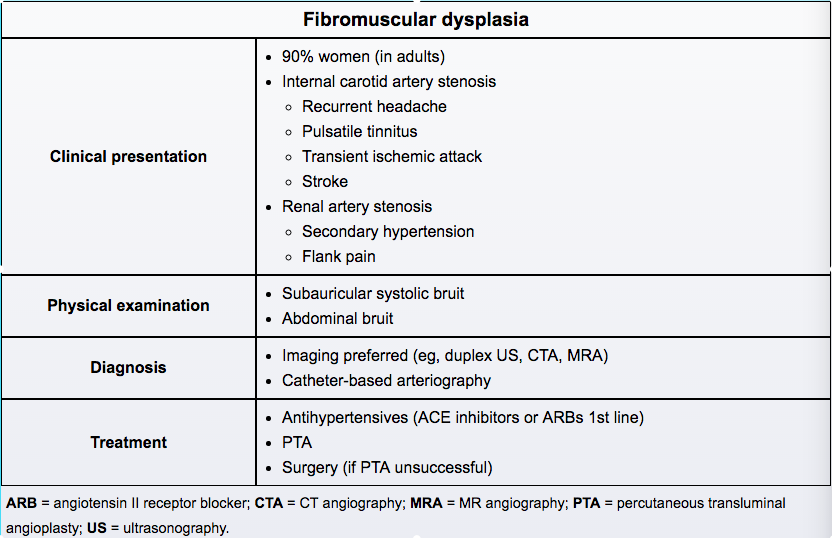 Fibromuscular dysplasia
Clinical presentation
• 90% women (in adults)
• Internal carotid artery stenosis
○ Recurrent headache
○ Pulsatile tinnitus
○ Transient ischemic attack
○ Stroke
• Renal artery stenosis
○ Secondary hypertension
○ Flank pain
Physical examination
• Subauricular systolic bruit
• Abdominal bruit
Diagnosis
• Imaging preferred (eg, duplex US, CTA, MRA)
• Catheter-based arteriography
Treatment
• Antihypertensives (ACE inhibitors or ARBs 1st line)
• PTA
• Surgery (if PTA unsuccessful)
ARB = angiotensin II receptor blocker; CTA = CT angiography; MRA = MR angiography; PTA = percutaneous transluminal
angioplasty; US = ultrasonography.